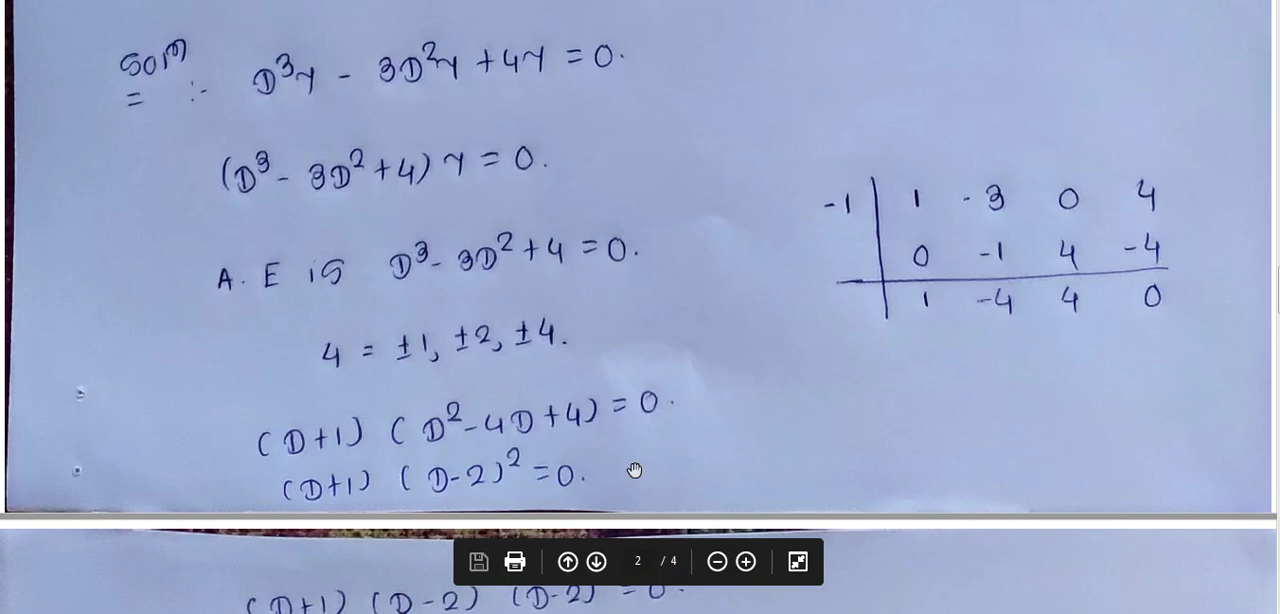 Soln :- D³y - 3D²y + 4y = 0.
(D³ - 3D² + 4) y = 0.
A. E is D³ - 3D² + 4 = 0.
4 = ±1, ±2, ±4.
(D+1) (D² - 4D + 4) = 0.
(D+1) (D-2)² = 0.
-1 | 1 -3 0 4
0 -1 4 -4
1 -4 4 0
2 / 4
(D+1) (D-2) (D-2) = 0.